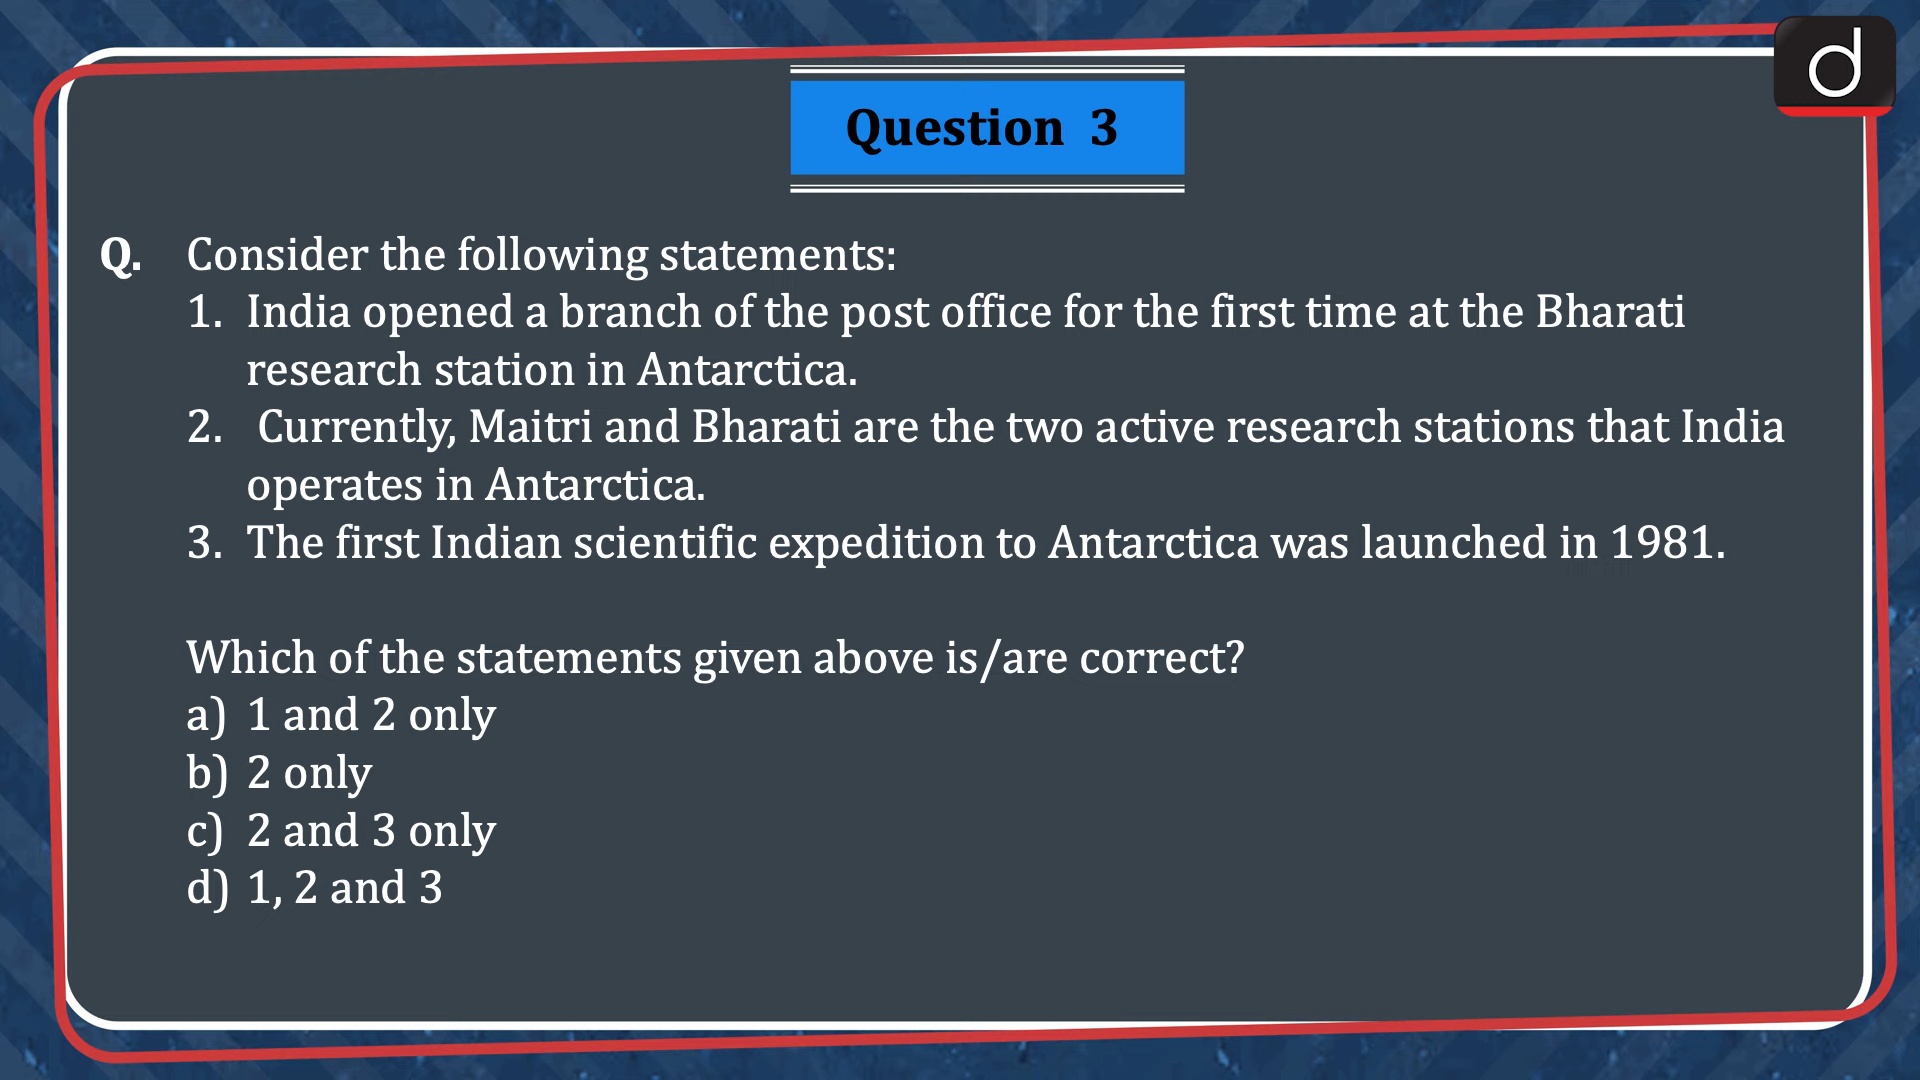 d
Question 3
Q. Consider the following statements:
1. India opened a branch of the post office for the first time at the Bharati
research station in Antarctica.
2. Currently, Maitri and Bharati are the two active research stations that India
operates in Antarctica.
3. The first Indian scientific expedition to Antarctica was launched in 1981.
Which of the statements given above is/are correct?
a) 1 and 2 only
b) 2 only
c) 2 and 3 only
d) 1, 2 and 3